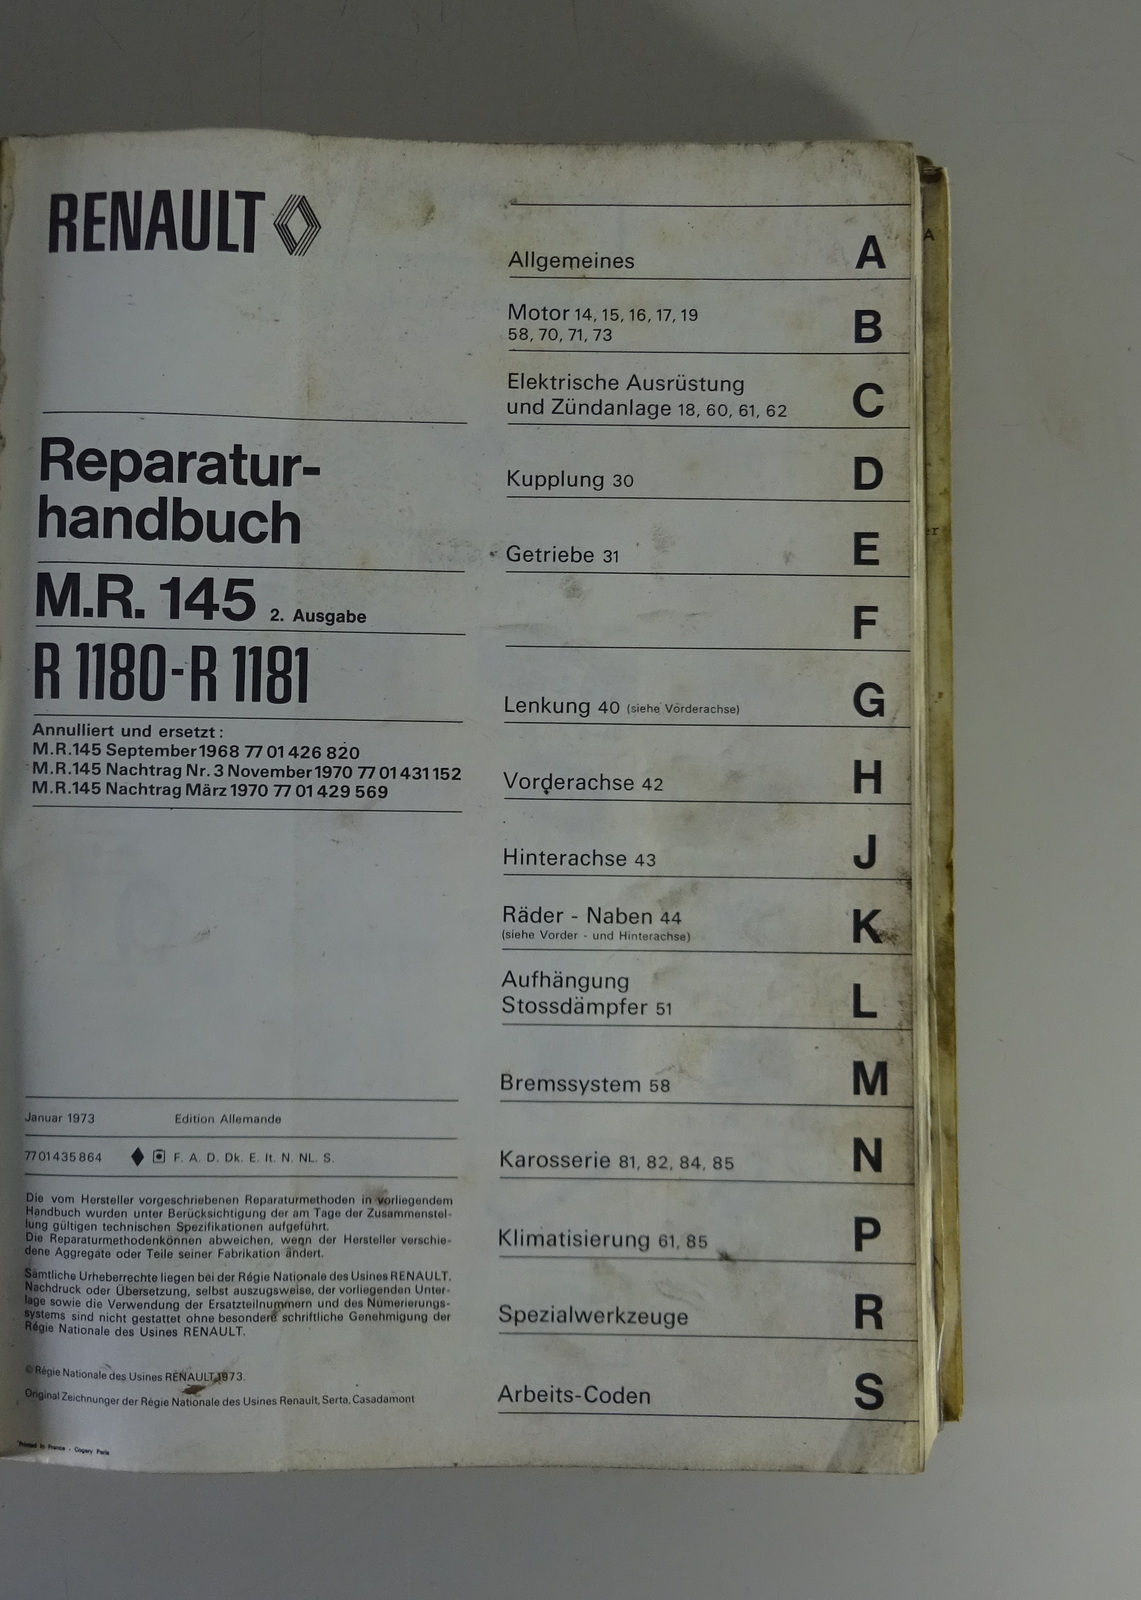 RENAULT
Reparatur-
handbuch
M.R. 145 2. Ausgabe
R 1180-R 1181
Annulliert und ersetzt :
M.R.145 September 1968 77 01 426 820
M.R.145 Nachtrag Nr. 3 November 1970 77 01 431 152
M.R.145 Nachtrag März 1970 77 01 429 569
Januar 1973 Edition Allemande
77 01 435 864 F. A. D. Dk. E. It. N. NL. S.
Die vom Hersteller vorgeschriebenen Reparaturmethoden in vorliegendem
Handbuch wurden unter Berücksichtigung der am Tage der Zusammenstel-
lung gültigen technischen Spezifikationen aufgeführt.
Die Reparaturmethodenkönnen abweichen, wenn der Hersteller verschie-
dene Aggregate oder Teile seiner Fabrikation ändert.
Sämtliche Urheberrechte liegen bei der Régie Nationale des Usines RENAULT.
Nachdruck oder Übersetzung, selbst auszugsweise, der vorliegenden Unter-
lage sowie die Verwendung der Ersatzteilnummern und des Numerierungs-
systems sind nicht gestattet ohne besondere schriftliche Genehmigung der
Régie Nationale des Usines RENAULT.
© Régie Nationale des Usines RENAULT 1973.
Original Zeichnunger der Régie Nationale des Usines Renault, Serta, Casadamont
Printed in France - Cogery Paris
Allgemeines A
Motor 14, 15, 16, 17, 19
58, 70, 71, 73 B
Elektrische Ausrüstung
und Zündanlage 18, 60, 61, 62 C
Kupplung 30 D
Getriebe 31 E
F
Lenkung 40 (siehe Vorderachse) G
Vorderachse 42 H
Hinterachse 43 J
Räder - Naben 44 K
(siehe Vorder - und Hinterachse)
Aufhängung
Stossdämpfer 51 L
Bremssystem 58 M
Karosserie 81, 82, 84, 85 N
Klimatisierung 61, 85 P
Spezialwerkzeuge R
Arbeits-Coden S
A